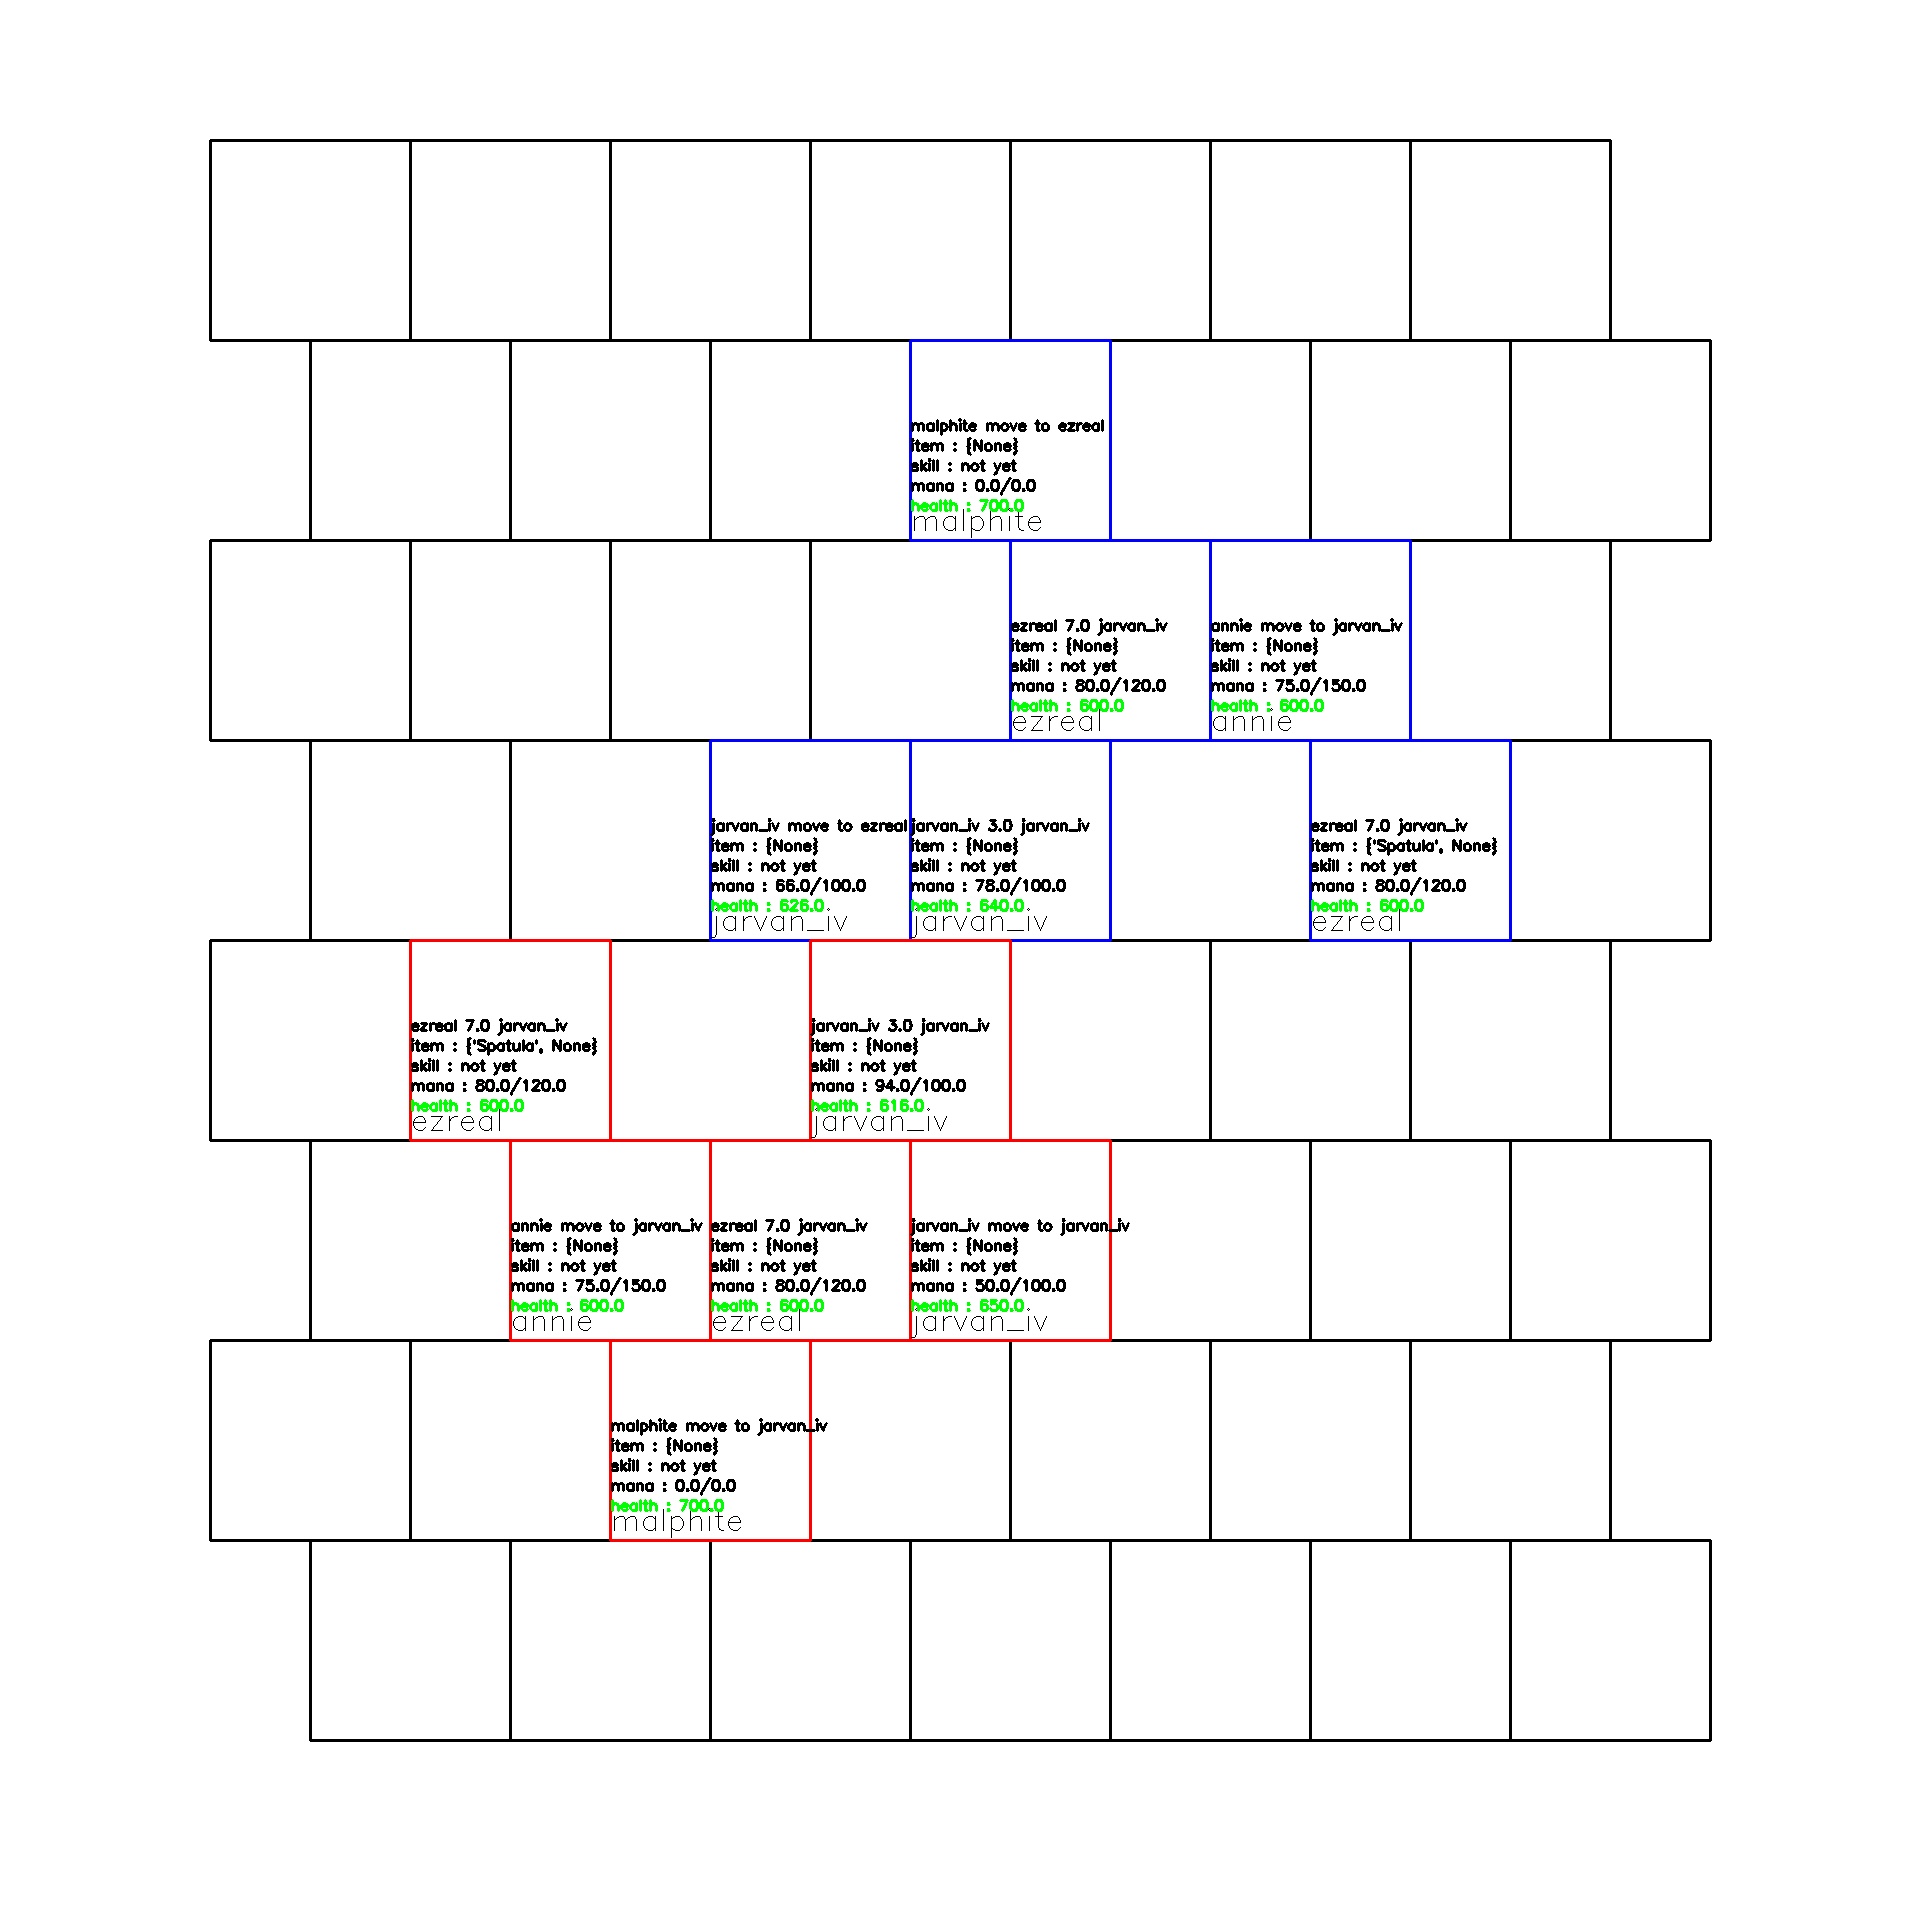 malphite move to ezreal
item : {None}
skill : not yet
mana : 0.0/0.0
health : 700.0
malphite
ezreal 7.0 jarvan_iv
item : {None}
skill : not yet
mana : 80.0/120.0
health : 600.0
ezreal
annie move to jarvan_iv
item : {None}
skill : not yet
mana : 75.0/150.0
health : 600.0
annie
jarvan_iv move to ezreal
item : {None}
skill : not yet
mana : 66.0/100.0
health : 626.0
jarvan_iv
jarvan_iv 3.0 jarvan_iv
item : {None}
skill : not yet
mana : 78.0/100.0
health : 640.0
jarvan_iv
ezreal 7.0 jarvan_iv
item : {'Spatula', None}
skill : not yet
mana : 80.0/120.0
health : 600.0
ezreal
ezreal 7.0 jarvan_iv
item : {'Spatula', None}
skill : not yet
mana : 80.0/120.0
health : 600.0
ezreal
jarvan_iv 3.0 jarvan_iv
item : {None}
skill : not yet
mana : 94.0/100.0
health : 616.0
jarvan_iv
annie move to jarvan_iv
item : {None}
skill : not yet
mana : 75.0/150.0
health : 600.0
annie
ezreal 7.0 jarvan_iv
item : {None}
skill : not yet
mana : 80.0/120.0
health : 600.0
ezreal
jarvan_iv move to jarvan_iv
item : {None}
skill : not yet
mana : 50.0/100.0
health : 650.0
jarvan_iv
malphite move to jarvan_iv
item : {None}
skill : not yet
mana : 0.0/0.0
health : 700.0
malphite